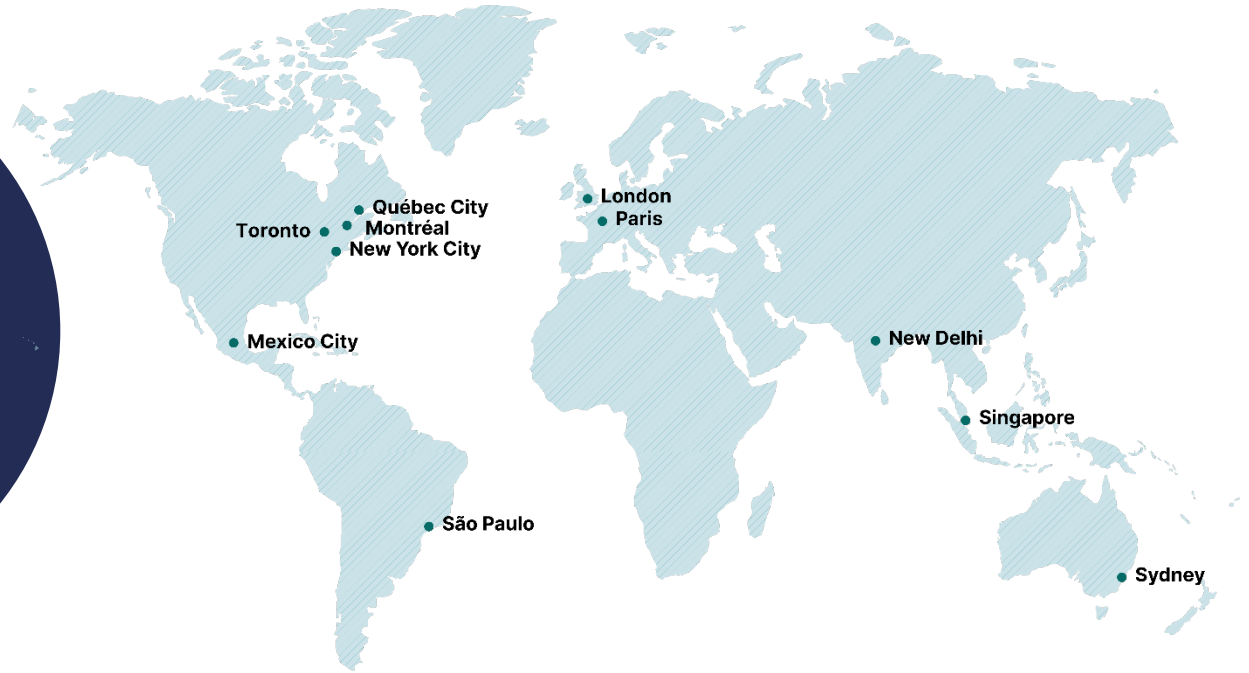 London
Québec City
Paris
Toronto
Montréal
New York City
Mexico City
New Delhi
Singapore
São Paulo
Sydney